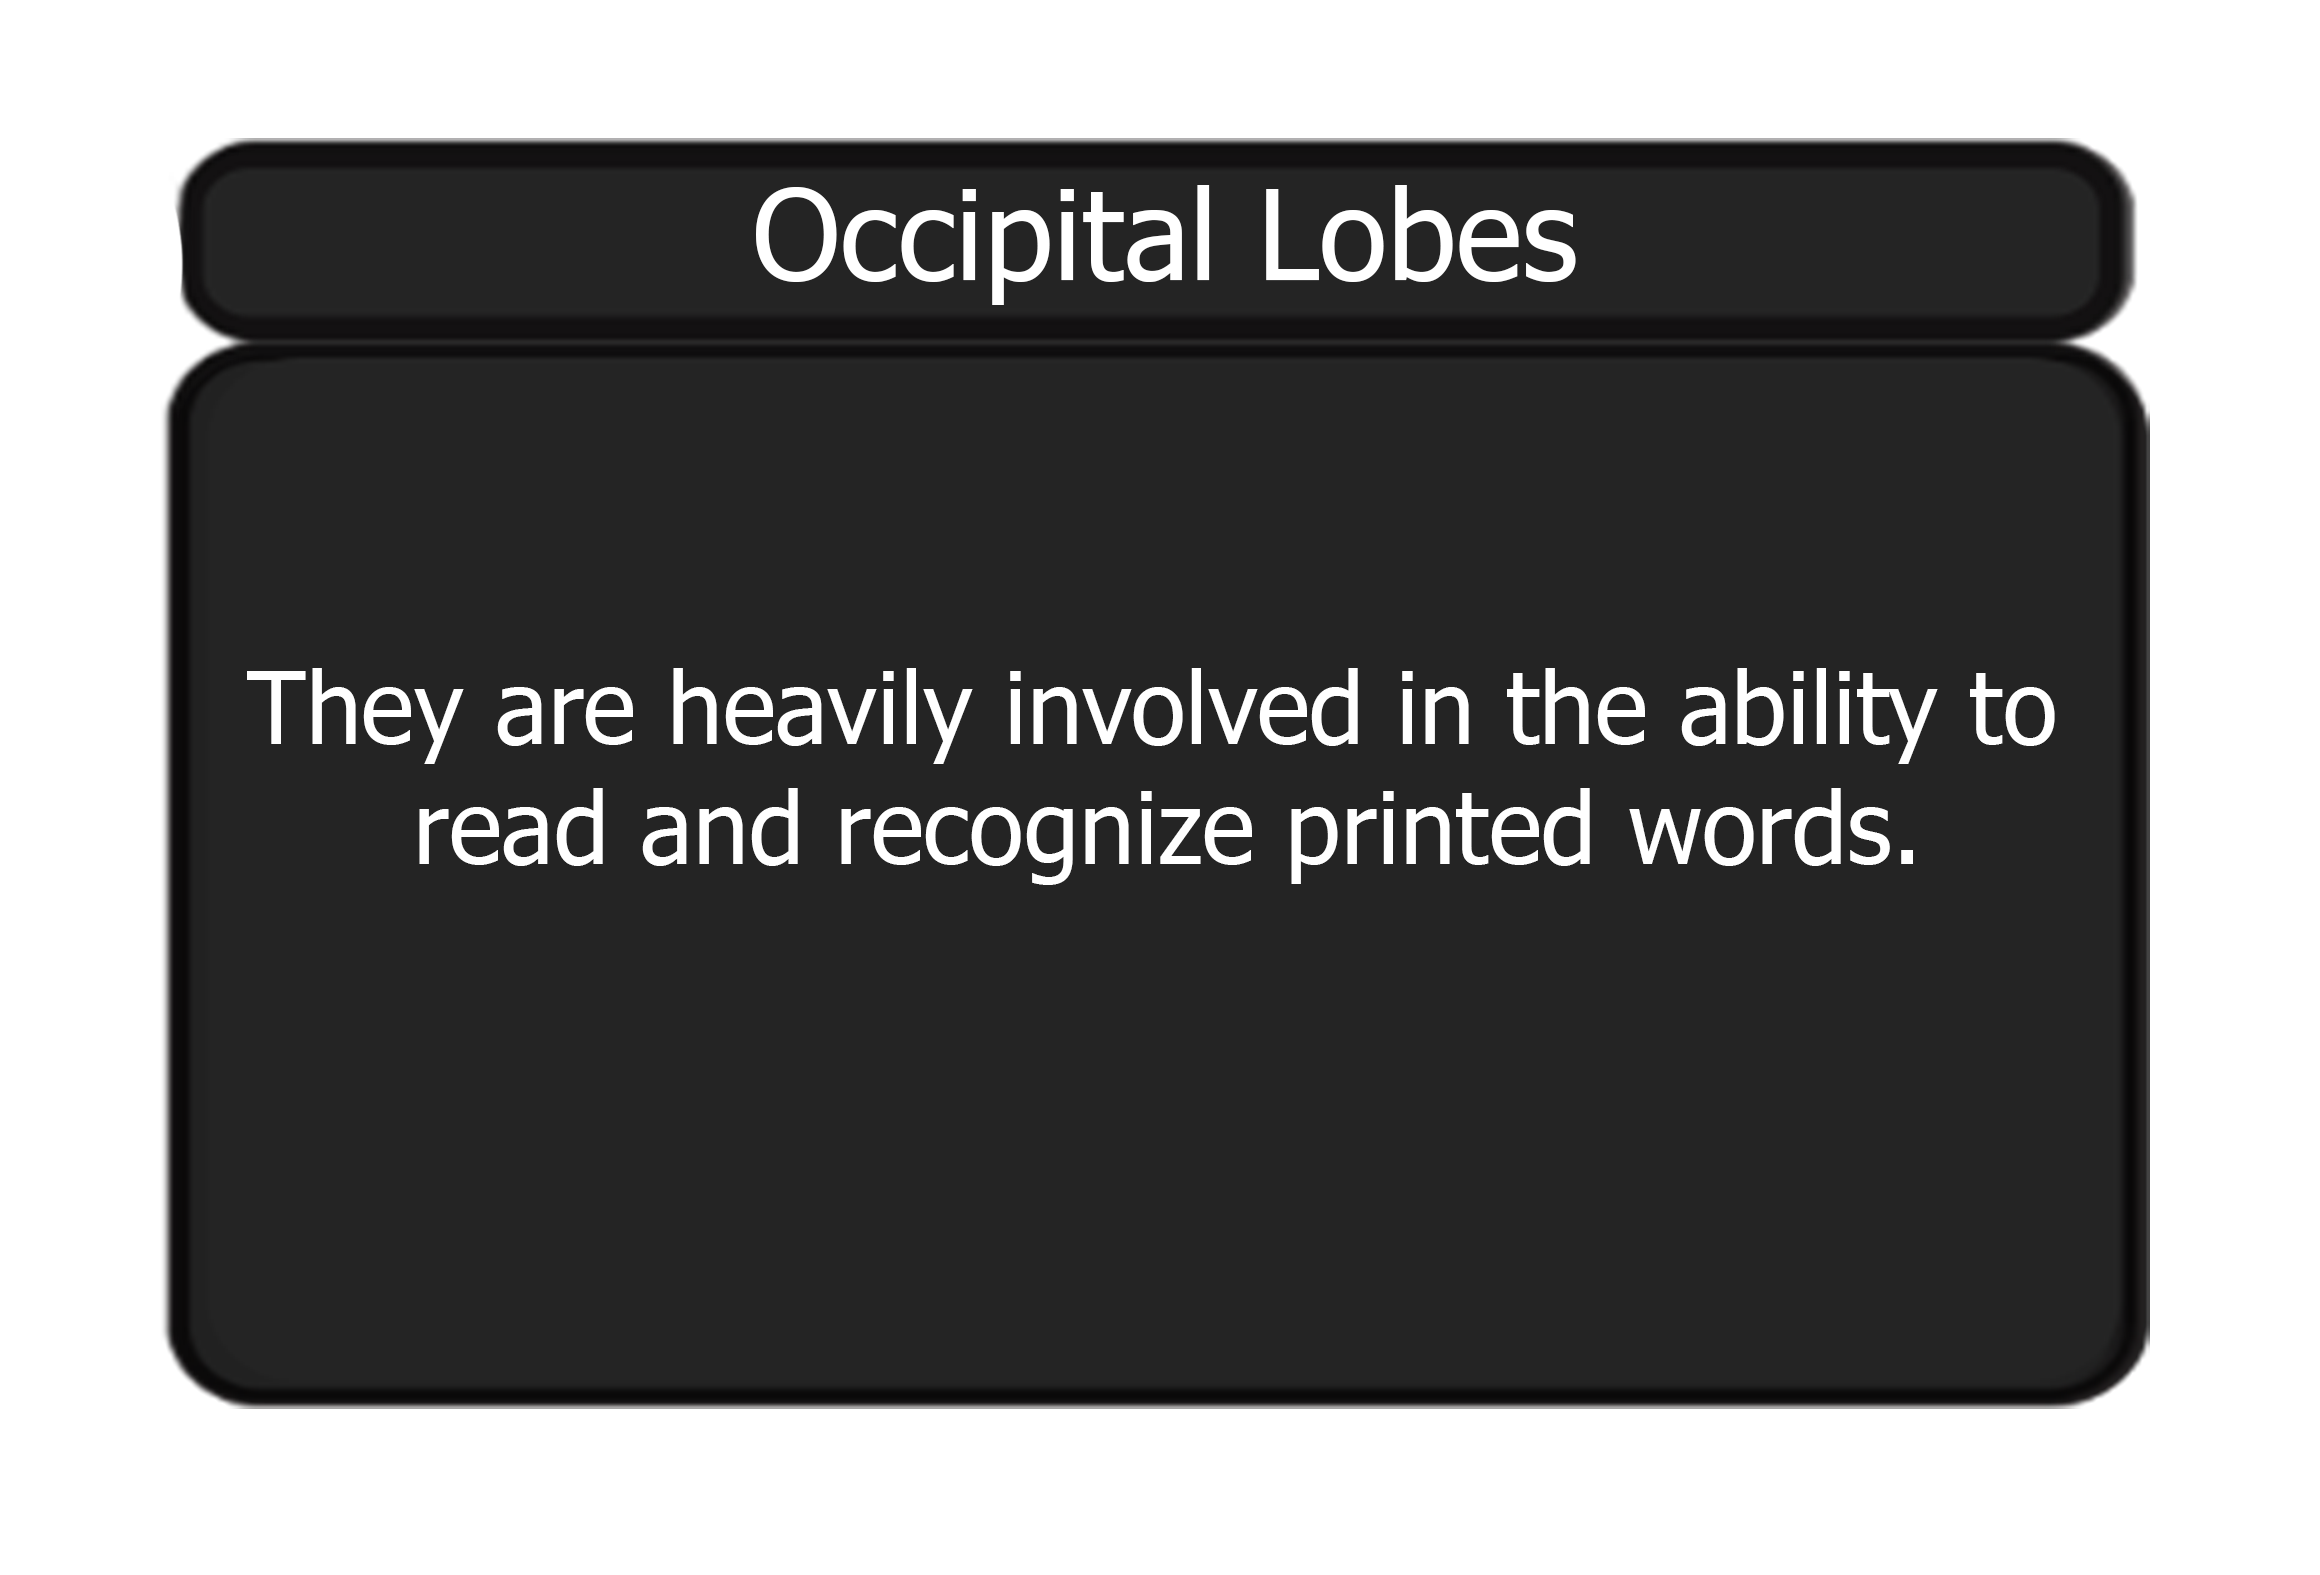 Occipital Lobes
They are heavily involved in the ability to
read and recognize printed words.